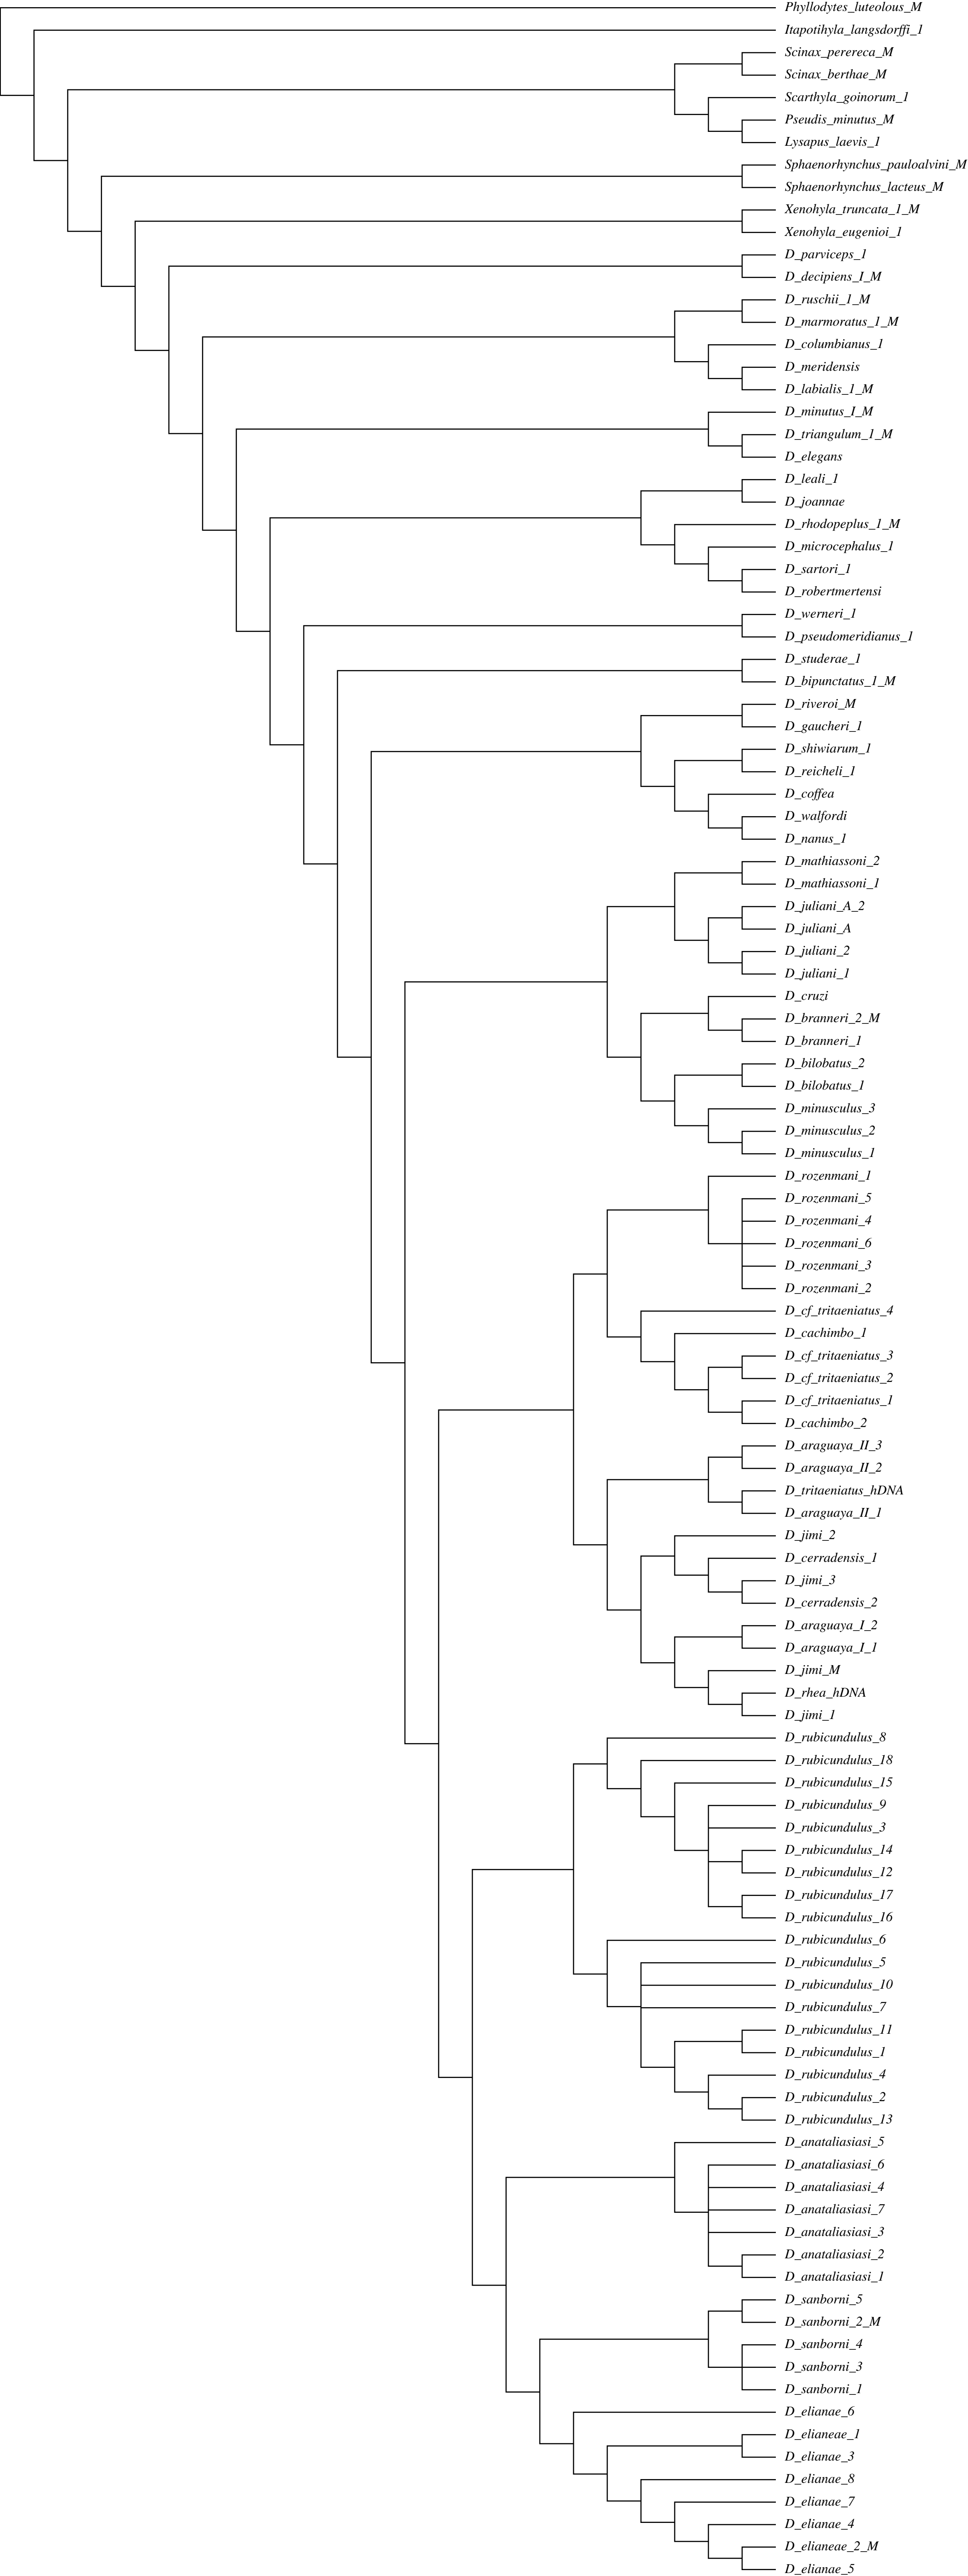 Phyllodytes_luteolous_M
Itapotihyla_langsdorffi_1
Scinax_perereca_M
Scinax_berthae_M
Scarthyla_goinorum_1
Pseudis_minutus_M
Lysapus_laevis_1
Sphaenorhynchus_pauloalvini_M
Sphaenorhynchus_lacteus_M
Xenohyla_truncata_1_M
Xenohyla_eugenioi_1
D_parviceps_1
D_decipiens_I_M
D_ruschii_1_M
D_marmoratus_1_M
D_columbianus_1
D_meridensis
D_labialis_1_M
D_minutus_I_M
D_triangulum_1_M
D_elegans
D_leali_1
D_joannae
D_rhodopeplus_1_M
D_microcephalus_1
D_sartori_1
D_robertmertensi
D_werneri_1
D_pseudomeridianus_1
D_studerae_1
D_bipunctatus_1_M
D_riveroi_M
D_gaucheri_1
D_shiwiarum_1
D_reicheli_1
D_coffea
D_walfordi
D_nanus_1
D_mathiassoni_2
D_mathiassoni_1
D_juliani_A_2
D_juliani_A
D_juliani_2
D_juliani_1
D_cruzi
D_branneri_2_M
D_branneri_1
D_bilobatus_2
D_bilobatus_1
D_minusculus_3
D_minusculus_2
D_minusculus_1
D_rozenmani_1
D_rozenmani_5
D_rozenmani_4
D_rozenmani_6
D_rozenmani_3
D_rozenmani_2
D_cf_tritaeniatus_4
D_cachimbo_1
D_cf_tritaeniatus_3
D_cf_tritaeniatus_2
D_cf_tritaeniatus_1
D_cachimbo_2
D_araguaya_II_3
D_araguaya_II_2
D_tritaeniatus_hDNA
D_araguaya_II_1
D_jimi_2
D_cerradensis_1
D_jimi_3
D_cerradensis_2
D_araguaya_I_2
D_araguaya_I_1
D_jimi_M
D_rhea_hDNA
D_jimi_1
D_rubicundulus_8
D_rubicundulus_18
D_rubicundulus_15
D_rubicundulus_9
D_rubicundulus_3
D_rubicundulus_14
D_rubicundulus_12
D_rubicundulus_17
D_rubicundulus_16
D_rubicundulus_6
D_rubicundulus_5
D_rubicundulus_10
D_rubicundulus_7
D_rubicundulus_11
D_rubicundulus_1
D_rubicundulus_4
D_rubicundulus_2
D_rubicundulus_13
D_anataliasiasi_5
D_anataliasiasi_6
D_anataliasiasi_4
D_anataliasiasi_7
D_anataliasiasi_3
D_anataliasiasi_2
D_anataliasiasi_1
D_sanborni_5
D_sanborni_2_M
D_sanborni_4
D_sanborni_3
D_sanborni_1
D_elianae_6
D_elianeae_1
D_elianae_3
D_elianae_8
D_elianae_7
D_elianae_4
D_elianeae_2_M
D_elianae_5